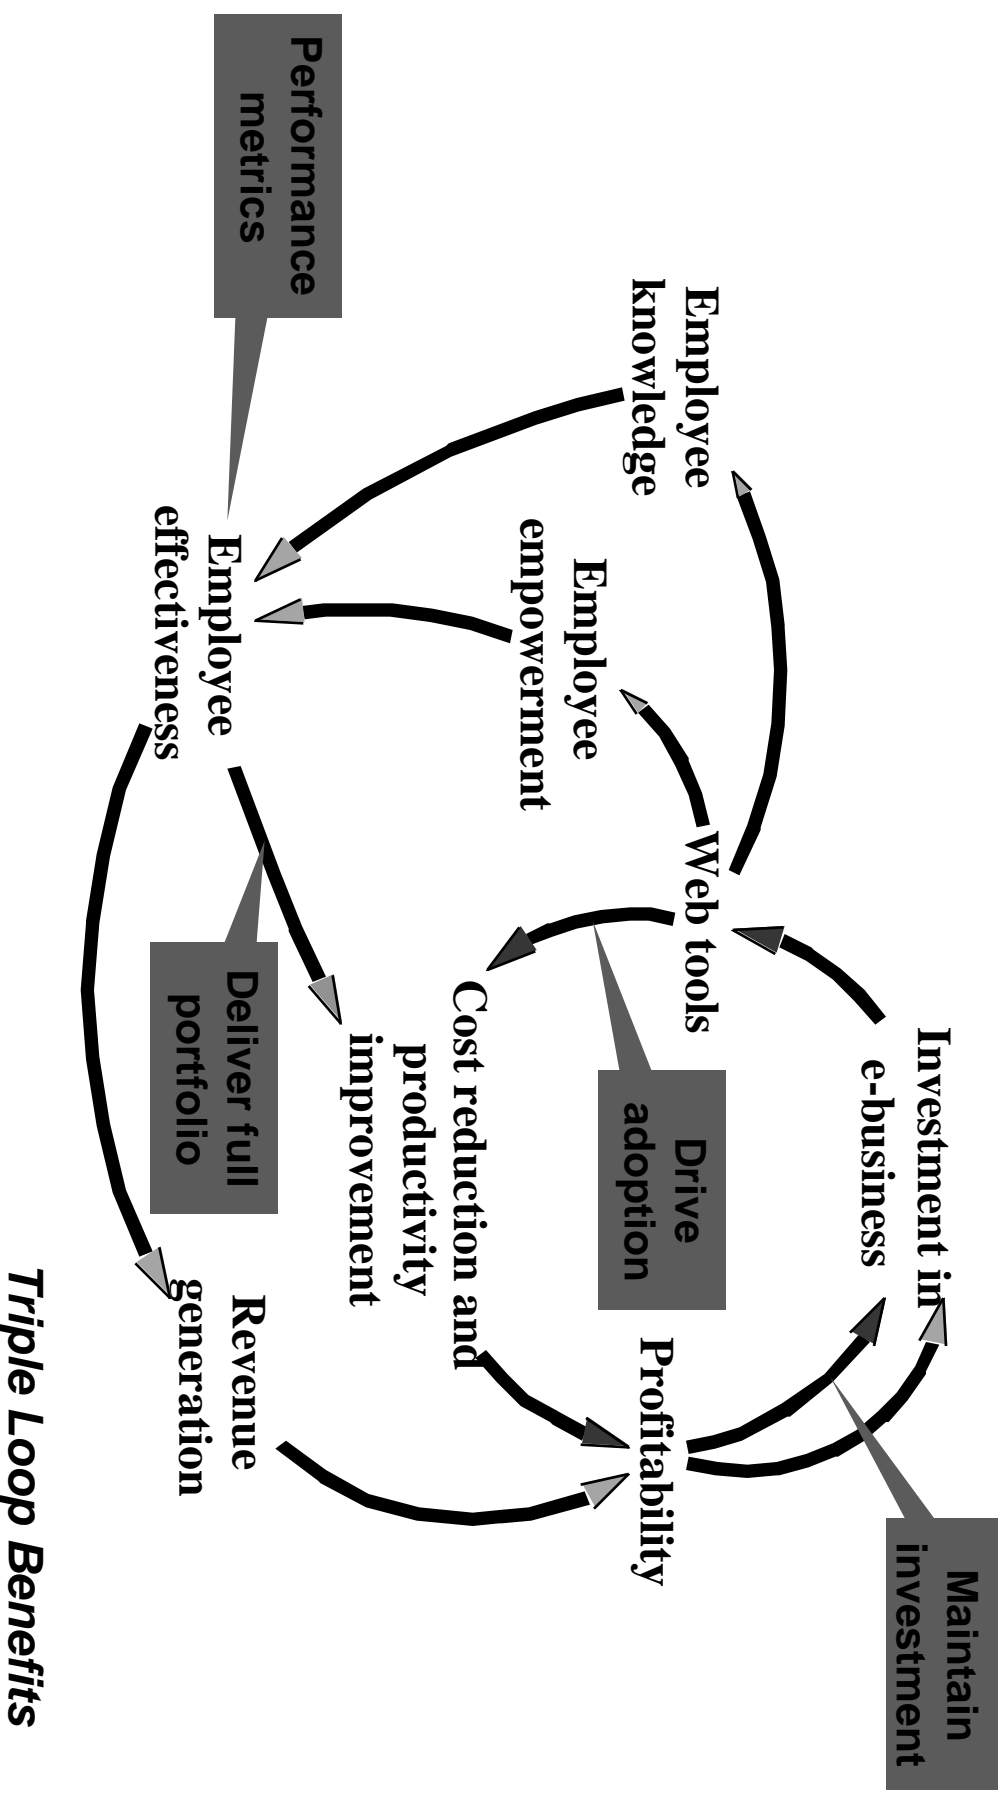 Maintain
investment
Investment in
e-business
Employee
knowledge
Web tools
Drive
adoption
Profitability
Employee
empowerment
Cost reduction and
productivity
improvement
Performance
metrics
Employee
effectiveness
Deliver full
portfolio
Revenue
generation
Triple Loop Benefits